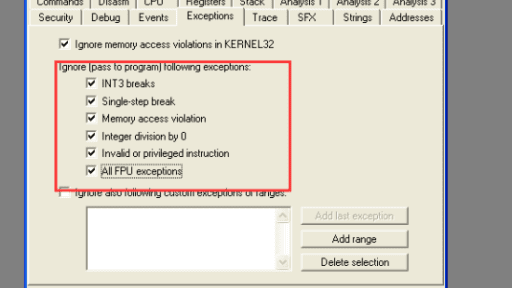 Commands Disasm CPU Registers Stack Analysis 1 Analysis 2 Analysis 3
Security Debug Events Exceptions Trace SFX Strings Addresses
Ignore memory access violations in KERNEL32
Ignore (pass to program) following exceptions:
INT3 breaks
Single-step break
Memory access violation
Integer division by 0
Invalid or privileged instruction
All FPU exceptions
Ignore also following custom exceptions or ranges:
Add last exception
Add range
Delete selection